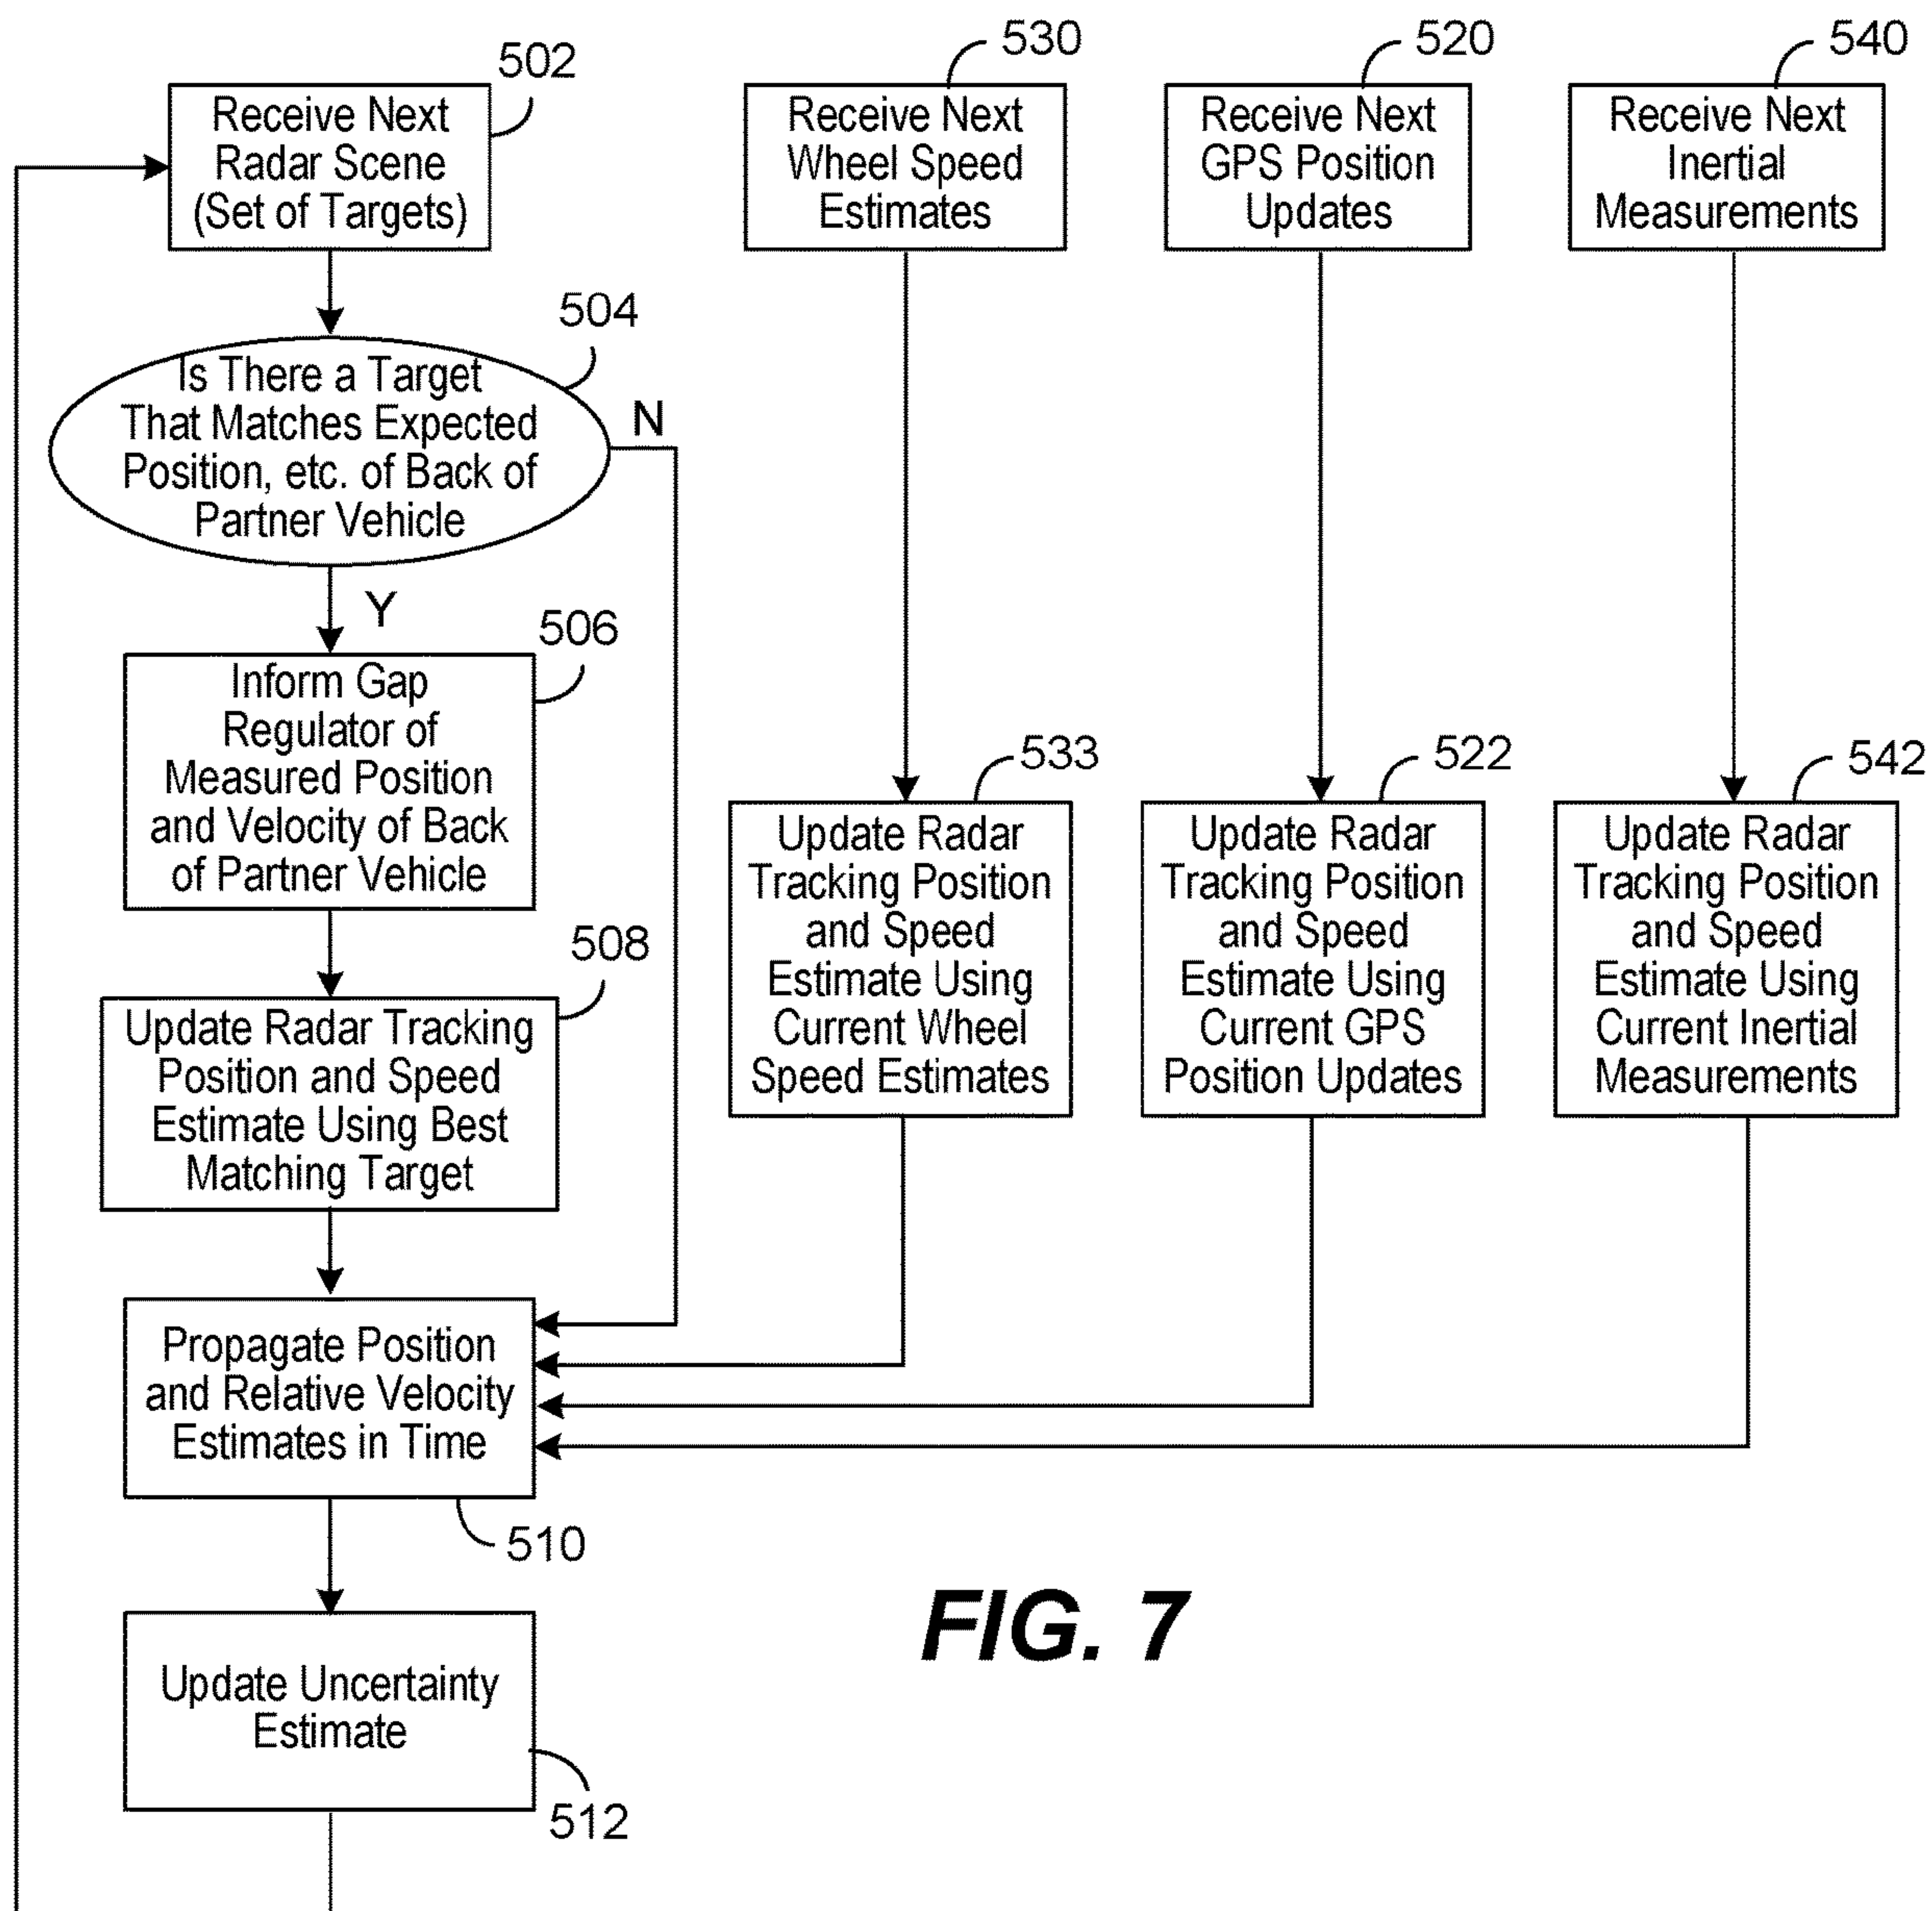 502
Receive Next
Radar Scene
(Set of Targets)
530
Receive Next
Wheel Speed
Estimates
520
Receive Next
GPS Position
Updates
540
Receive Next
Inertial
Measurements
504
Is There a Target
That Matches Expected
Position, etc. of Back of
Partner Vehicle
N
Y
506
Inform Gap
Regulator of
Measured Position
and Velocity of Back
of Partner Vehicle
533
Update Radar
Tracking Position
and Speed
Estimate Using
Current Wheel
Speed Estimates
522
Update Radar
Tracking Position
and Speed
Estimate Using
Current GPS
Position Updates
542
Update Radar
Tracking Position
and Speed
Estimate Using
Current Inertial
Measurements
508
Update Radar Tracking
Position and Speed
Estimate Using Best
Matching Target
Propagate Position
and Relative Velocity
Estimates in Time
510
Update Uncertainty
Estimate
512
FIG. 7